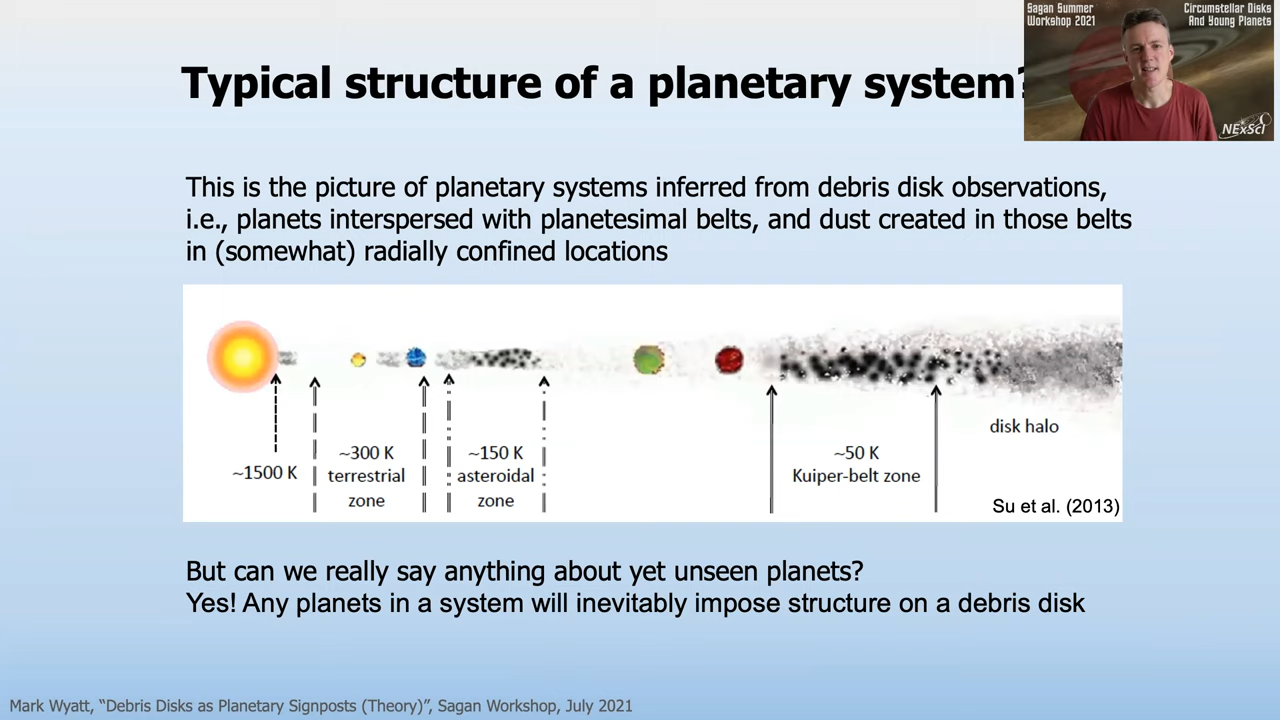 Sagan Summer
Workshop 2021
Circumstellar Disks
And Young Planets
NExScI
Typical structure of a planetary system?
This is the picture of planetary systems inferred from debris disk observations,
i.e., planets interspersed with planetesimal belts, and dust created in those belts
in (somewhat) radially confined locations
~1500 K
~300 K
terrestrial
zone
~150 K
asteroidal
zone
~50 K
Kuiper-belt zone
disk halo
Su et al. (2013)
But can we really say anything about yet unseen planets?
Yes! Any planets in a system will inevitably impose structure on a debris disk
Mark Wyatt, “Debris Disks as Planetary Signposts (Theory)”, Sagan Workshop, July 2021